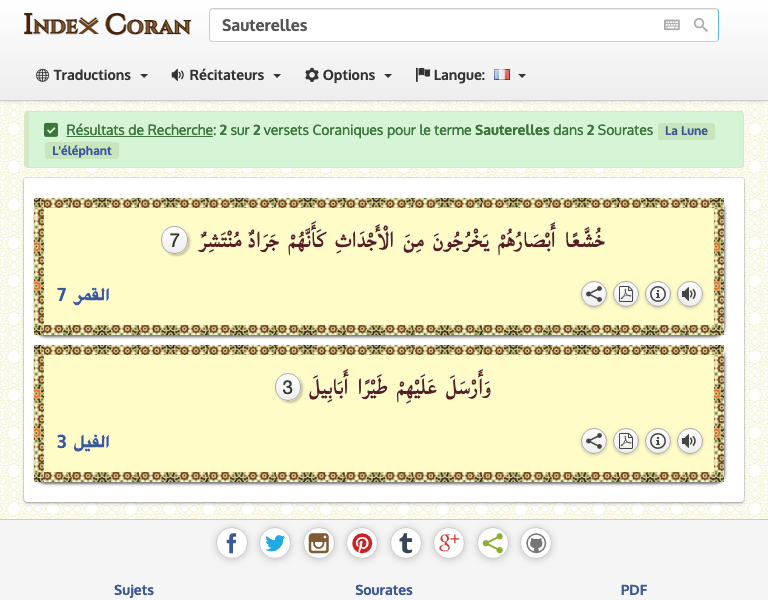 INDEX CORAN
Sauterelles
Traductions
Récitateurs
Options
Langue:
Résultats de Recherche: 2 sur 2 versets Coraniques pour le terme Sauterelles dans 2 Sourates La Lune
L'éléphant
خُشَّعًا أَبْصَارُهُمْ يَخْرُجُونَ مِنَ الْأَجْدَاثِ كَأَنَّهُمْ جَرَادٌ مُنْتَشِرٌ 7
القمر 7
وَأَرْسَلَ عَلَيْهِمْ طَيْرًا أَبَابِيلَ 3
الفيل 3
f
t
g+
Sujets
Sourates
PDF